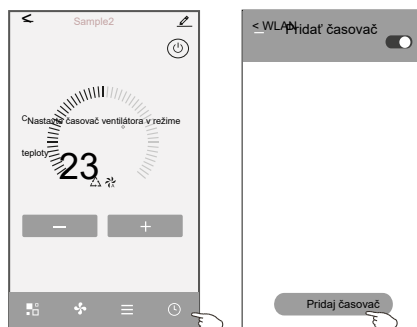 Sample2
CNastavte časovač ventilátora v režime
teploty
23
< WLAN
Pridať časovač
Pridaj časovač